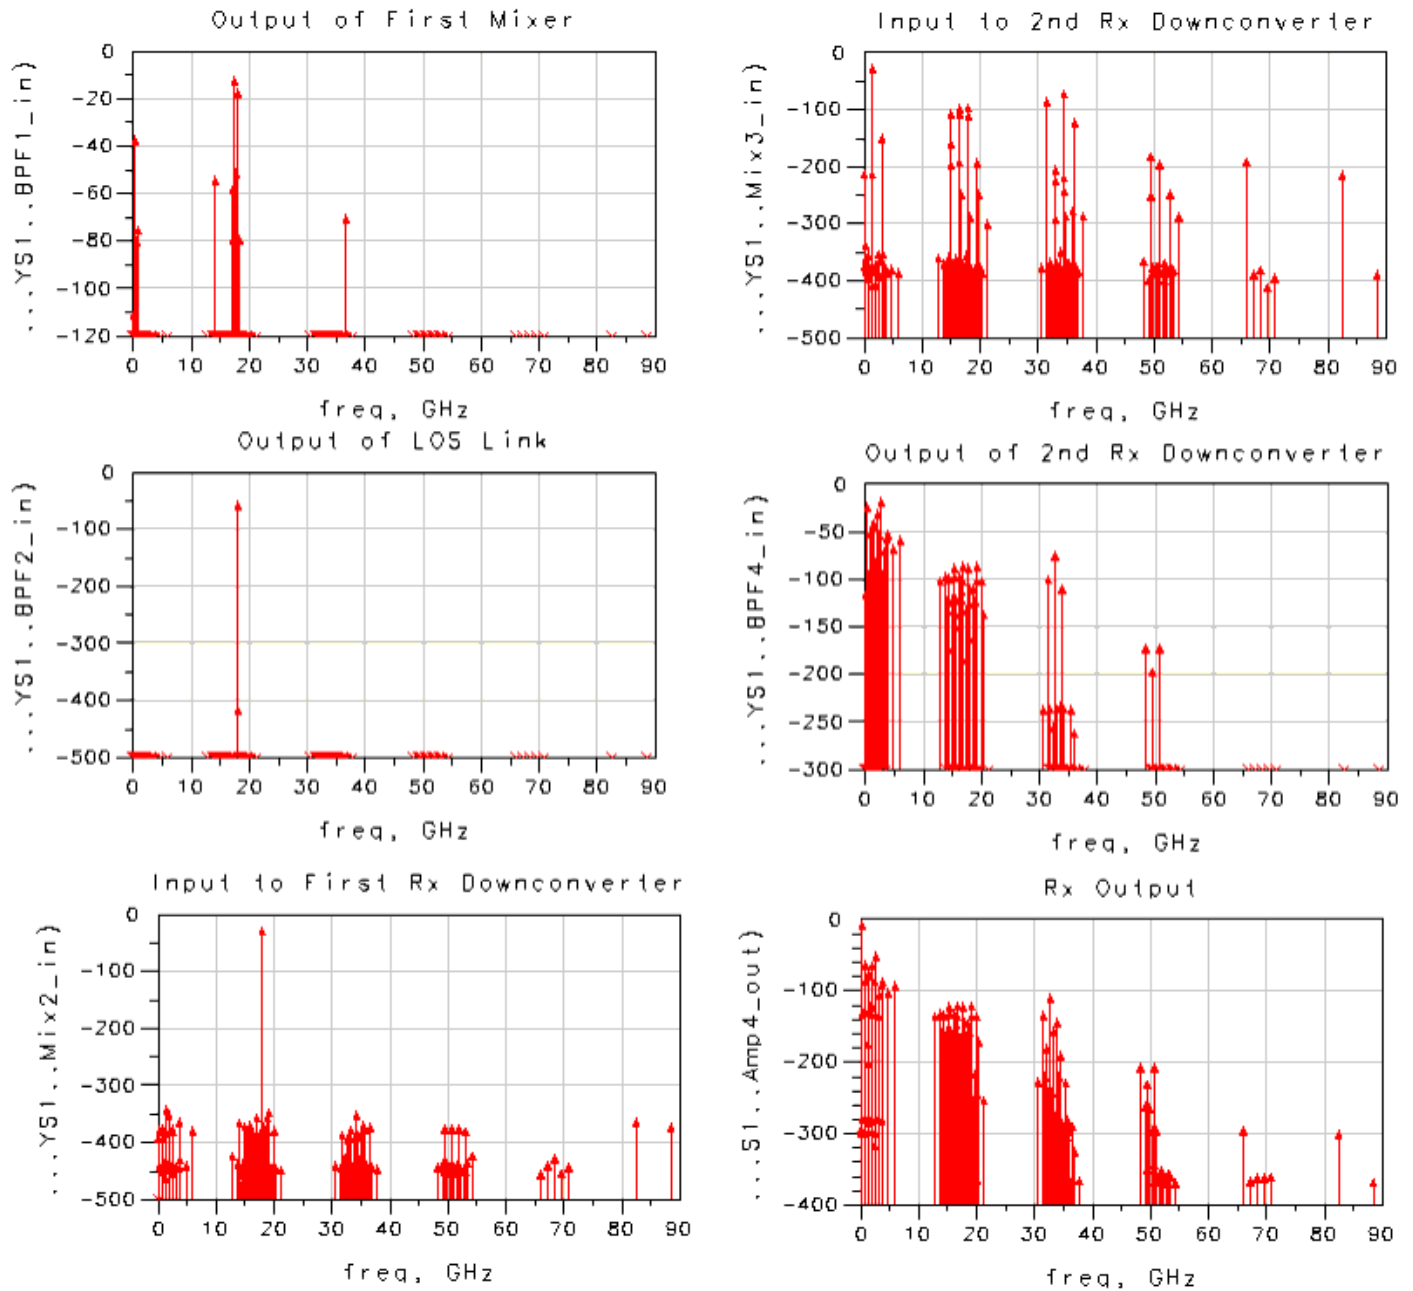 Output of First Mixer
...YS1..BPF1_in)
0
-20
-40
-60
-80
-100
-120
0 10 20 30 40 50 60 70 80 90
freq, GHz
Input to 2nd Rx Downconverter
...YS1..Mix3_in)
0
-100
-200
-300
-400
-500
0 10 20 30 40 50 60 70 80 90
freq, GHz
Output of LOS Link
...YS1..BPF2_in)
0
-100
-200
-300
-400
-500
0 10 20 30 40 50 60 70 80 90
freq, GHz
Output of 2nd Rx Downconverter
...YS1..BPF4_in)
0
-50
-100
-150
-200
-250
-300
0 10 20 30 40 50 60 70 80 90
freq, GHz
Input to First Rx Downconverter
...YS1..Mix2_in)
0
-100
-200
-300
-400
-500
0 10 20 30 40 50 60 70 80 90
freq, GHz
Rx Output
...S1..Amp4_out)
0
-100
-200
-300
-400
0 10 20 30 40 50 60 70 80 90
freq, GHz